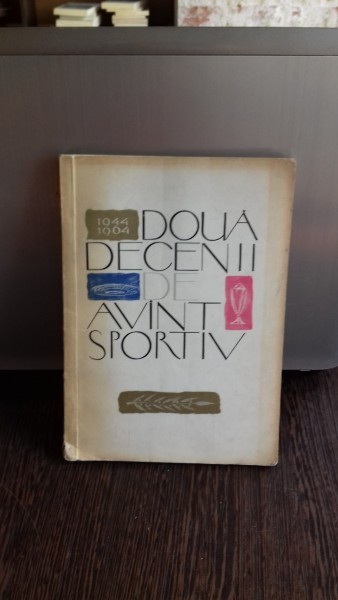 1944
1964
DOUĂ
DECENII
DE
AVÎNT
SPORTIV